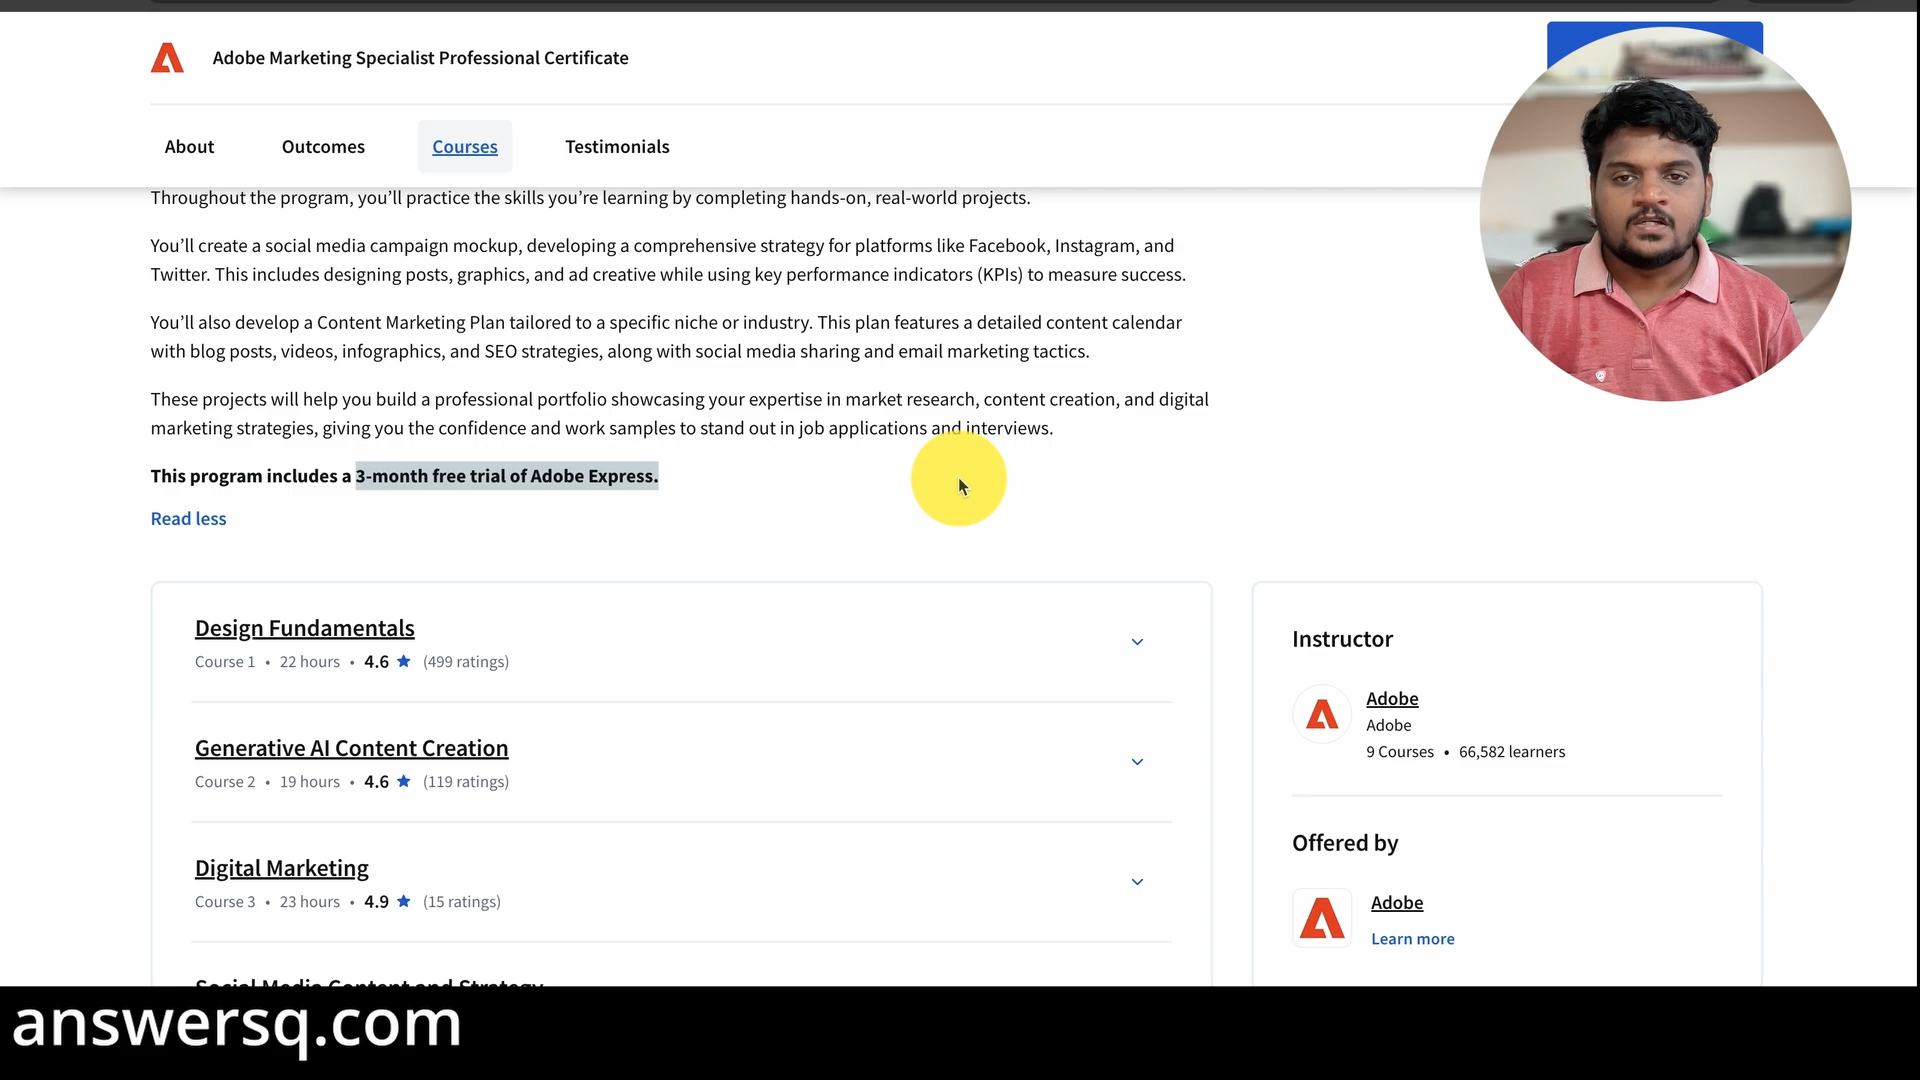 Adobe Marketing Specialist Professional Certificate
About
Outcomes
Courses
Testimonials
Throughout the program, you’ll practice the skills you’re learning by completing hands-on, real-world projects.
You’ll create a social media campaign mockup, developing a comprehensive strategy for platforms like Facebook, Instagram, and
Twitter. This includes designing posts, graphics, and ad creative while using key performance indicators (KPIs) to measure success.
You’ll also develop a Content Marketing Plan tailored to a specific niche or industry. This plan features a detailed content calendar
with blog posts, videos, infographics, and SEO strategies, along with social media sharing and email marketing tactics.
These projects will help you build a professional portfolio showcasing your expertise in market research, content creation, and digital
marketing strategies, giving you the confidence and work samples to stand out in job applications and interviews.
This program includes a 3-month free trial of Adobe Express.
Read less
Design Fundamentals
Course 1 • 22 hours • 4.6 ★ (499 ratings)
Generative AI Content Creation
Course 2 • 19 hours • 4.6 ★ (119 ratings)
Digital Marketing
Course 3 • 23 hours • 4.9 ★ (15 ratings)
Social Media Content and Strategy
Instructor
Adobe
Adobe
9 Courses • 66,582 learners
Offered by
Adobe
Learn more
answersq.com